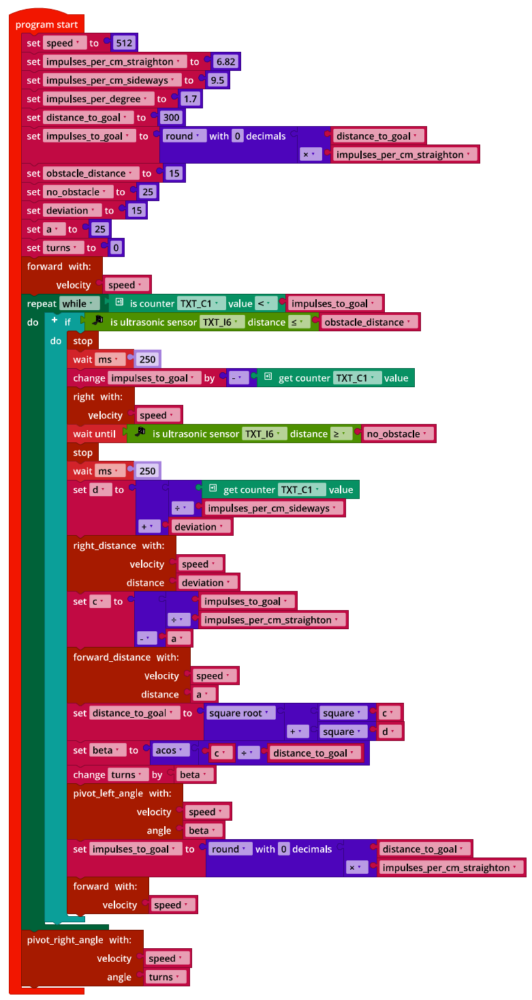 program start
set speed to 512
set impulses_per_cm_straighton to 6.82
set impulses_per_cm_sideways to 9.5
set impulses_per_degree to 1.7
set distance_to_goal to 300
set impulses_to_goal to round with 0 decimals distance_to_goal
× impulses_per_cm_straighton
set obstacle_distance to 15
set no_obstacle to 25
set deviation to 15
set a to 25
set turns to 0
forward with:
velocity speed
repeat while is counter TXT_C1 value < impulses_to_goal
do + if is ultrasonic sensor TXT_I6 distance ≤ obstacle_distance
do stop
wait ms 250
change impulses_to_goal by - get counter TXT_C1 value
right with:
velocity speed
wait until is ultrasonic sensor TXT_I6 distance ≥ no_obstacle
stop
wait ms 250
set d to get counter TXT_C1 value
÷ impulses_per_cm_sideways
+ deviation
right_distance with:
velocity speed
distance deviation
set c to impulses_to_goal
÷ impulses_per_cm_straighton
- a
forward_distance with:
velocity speed
distance a
set distance_to_goal to square root square c
+ square d
set beta to acos c ÷ distance_to_goal
change turns by beta
pivot_left_angle with:
velocity speed
angle beta
set impulses_to_goal to round with 0 decimals distance_to_goal
× impulses_per_cm_straighton
forward with:
velocity speed
pivot_right_angle with:
velocity speed
angle turns